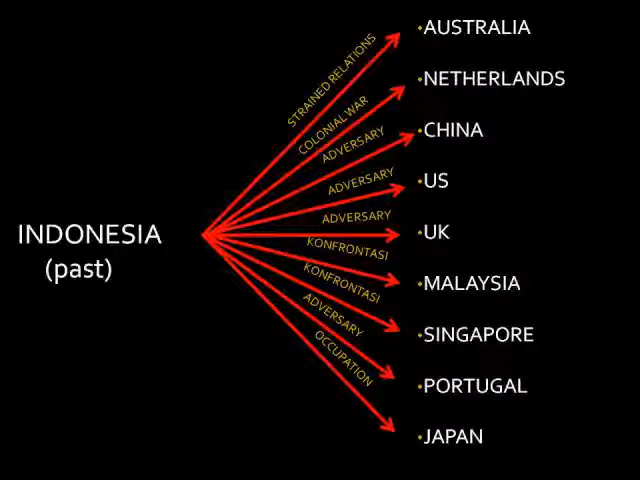 INDONESIA
(past)
STRAINED RELATIONS
•AUSTRALIA
COLONIAL WAR
•NETHERLANDS
ADVERSARY
•CHINA
ADVERSARY
•US
ADVERSARY
•UK
KONFRONTASI
•MALAYSIA
KONFRONTASI
•SINGAPORE
ADVERSARY
•PORTUGAL
OCCUPATION
•JAPAN